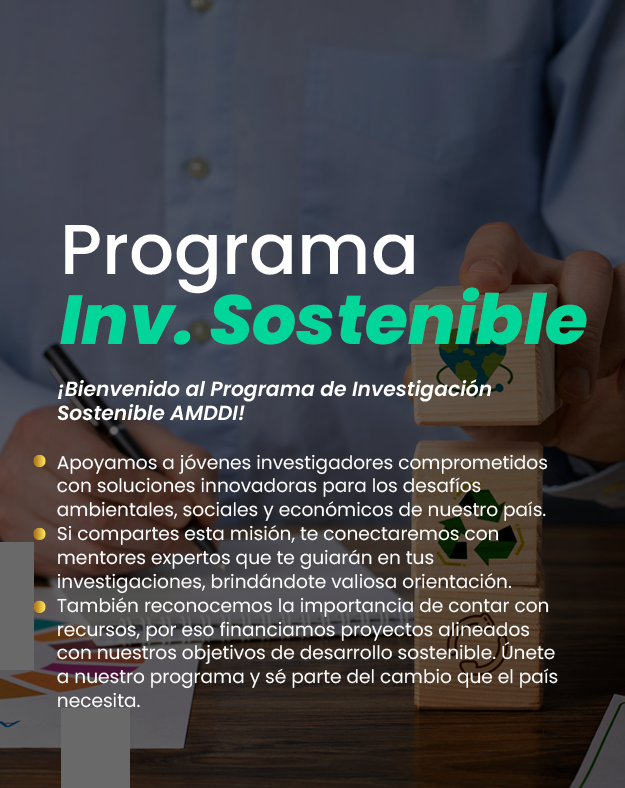 Programa
Inv. Sostenible
¡Bienvenido al Programa de Investigación
Sostenible AMDDI!
Apoyamos a jóvenes investigadores comprometidos
con soluciones innovadoras para los desafíos
ambientales, sociales y económicos de nuestro país.
Si compartes esta misión, te conectaremos con
mentores expertos que te guiarán en tus
investigaciones, brindándote valiosa orientación.
También reconocemos la importancia de contar con
recursos, por eso financiamos proyectos alineados
con nuestros objetivos de desarrollo sostenible. Únete
a nuestro programa y sé parte del cambio que el país
necesita.